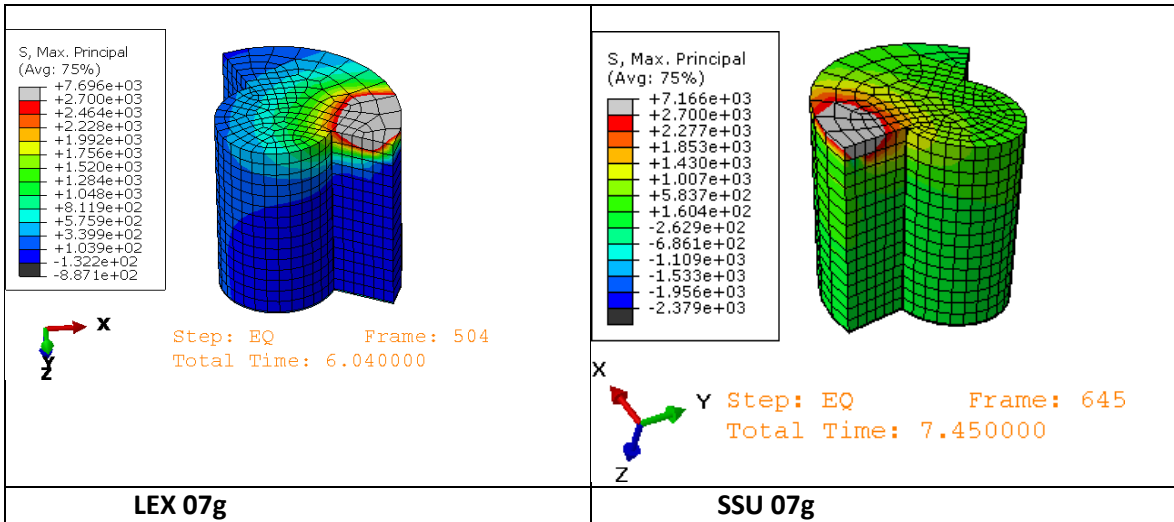 S, Max. Principal
(Avg: 75%)
+7.696e+03
+2.700e+03
+2.464e+03
+2.228e+03
+1.992e+03
+1.756e+03
+1.520e+03
+1.284e+03
+1.048e+03
+8.119e+02
+5.759e+02
+3.399e+02
+1.039e+02
-1.322e+02
-8.871e+02
X
Y
Z
Step: EQ Frame: 504
Total Time: 6.040000
LEX 07g
S, Max. Principal
(Avg: 75%)
+7.166e+03
+2.700e+03
+2.277e+03
+1.853e+03
+1.430e+03
+1.007e+03
+5.837e+02
+1.604e+02
-2.629e+02
-6.861e+02
-1.109e+03
-1.533e+03
-1.956e+03
-2.379e+03
X
Y
Z
Step: EQ Frame: 645
Total Time: 7.450000
SSU 07g